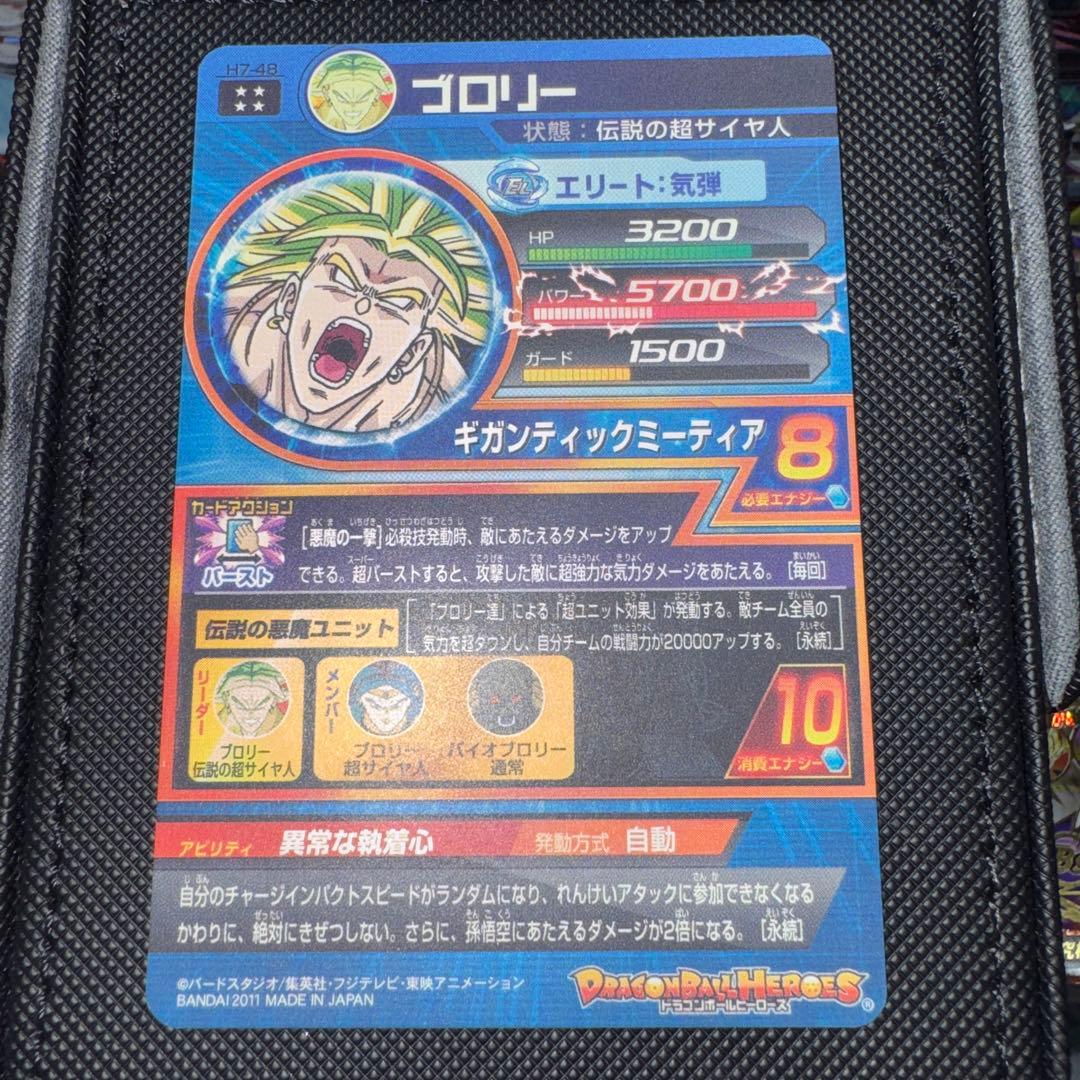 H7-48
ブロリー
状態：伝説の超サイヤ人
EL エリート：気弾
HP 3200
パワー 5700
ガード 1500
ギガンティックミーティア
8
必要エナジー
カードアクション
バースト
[悪魔の一撃]必殺技発動時、敵にあたえるダメージをアップ
できる。超バーストすると、攻撃した敵に超強力な気力ダメージをあたえる。[毎回]
伝説の悪魔ユニット
「ブロリー達」による「超ユニット効果」が発動する。敵チーム全員の
気力を超ダウンし、自分チームの戦闘力が20000アップする。[永続]
リーダー
ブロリー
伝説の超サイヤ人
メンバー
ブロリー
超サイヤ人
バイオブロリー
通常
10
消費エナジー
アビリティ 異常な執着心 発動方式 自動
自分のチャージインパクトスピードがランダムになり、れんけいアタックに参加できなくなる
かわりに、絶対にきぜつしない。さらに、孫悟空にあたえるダメージが2倍になる。[永続]
©バードスタジオ/集英社・フジテレビ・東映アニメーション
BANDAI 2011 MADE IN JAPAN
DRAGONBALL HEROES
ドラゴンボールヒーローズ
®